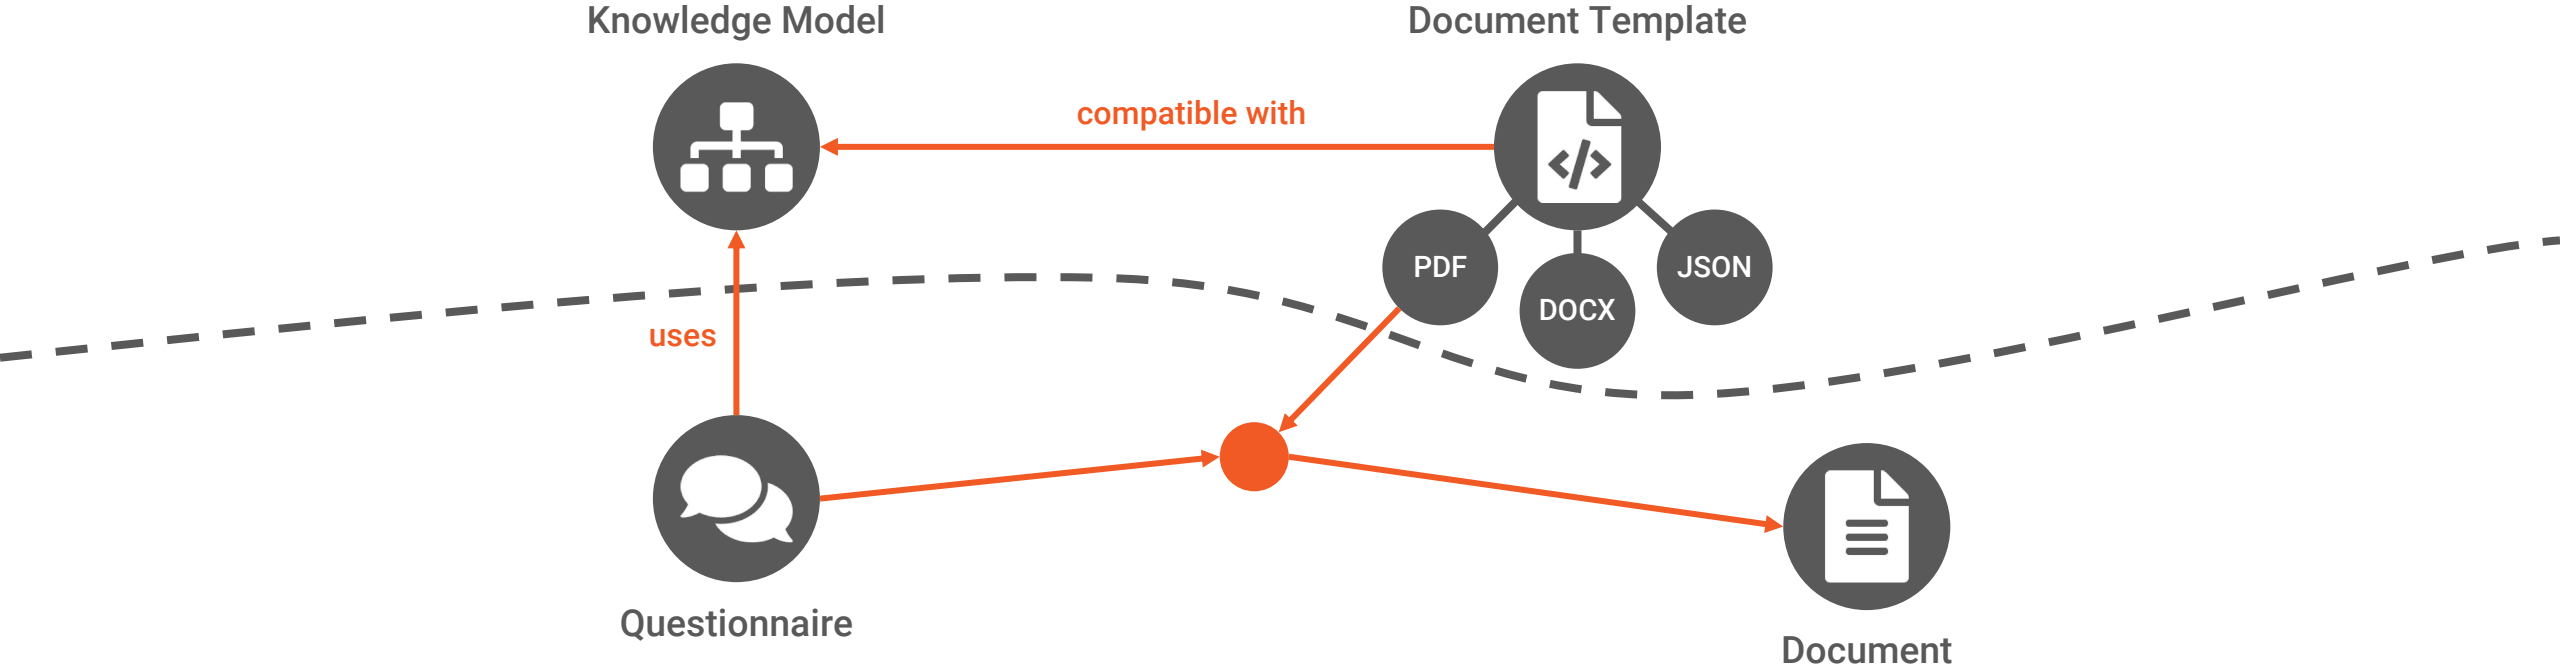 Knowledge Model
Document Template
compatible with
</>
PDF
DOCX
JSON
uses
Questionnaire
Document